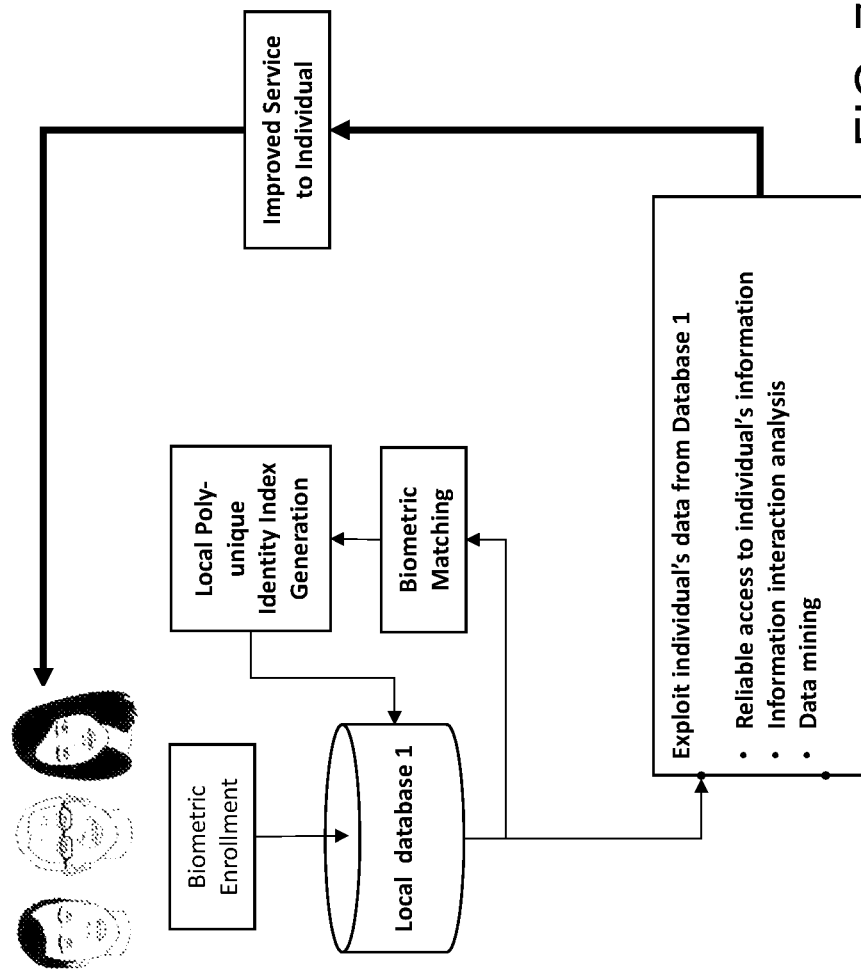 Biometric
Enrollment
Local database 1
Local Poly-
unique
Identity Index
Generation
Biometric
Matching
Improved Service
to Individual
Exploit individual's data from Database 1
• Reliable access to individual's information
• Information interaction analysis
• Data mining